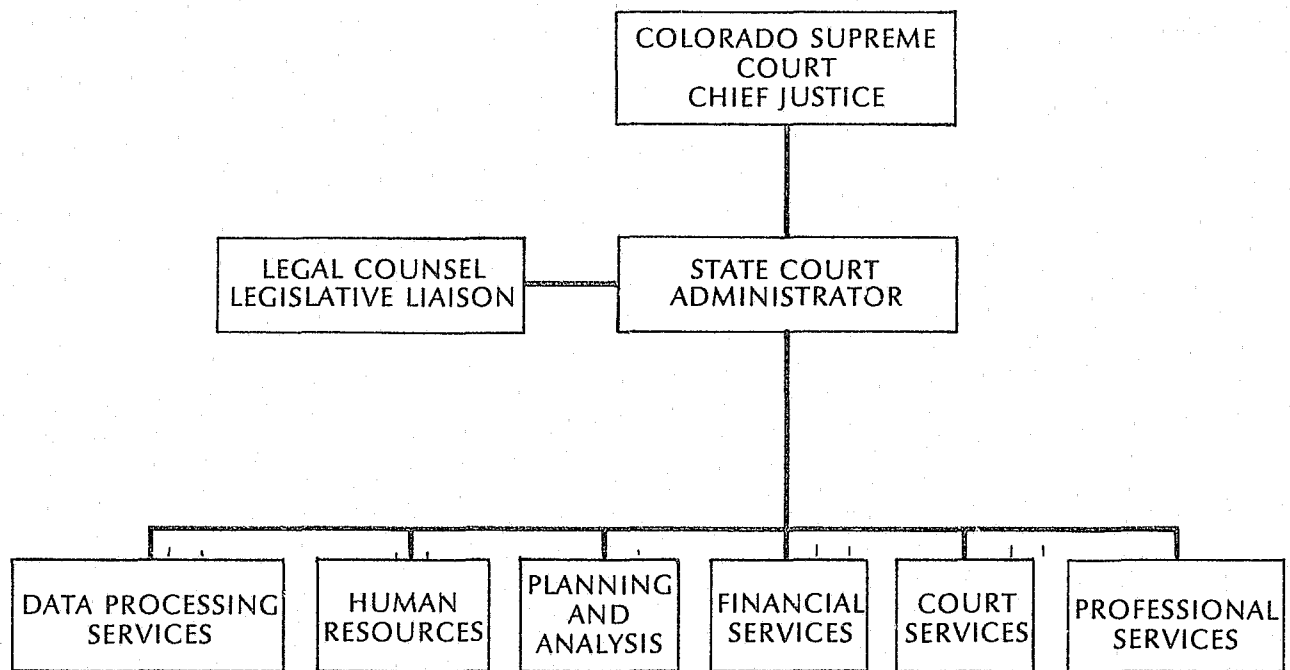 COLORADO SUPREME
COURT
CHIEF JUSTICE
LEGAL COUNSEL
LEGISLATIVE LIAISON
STATE COURT
ADMINISTRATOR
DATA PROCESSING
SERVICES
HUMAN
RESOURCES
PLANNING
AND
ANALYSIS
FINANCIAL
SERVICES
COURT
SERVICES
PROFESSIONAL
SERVICES